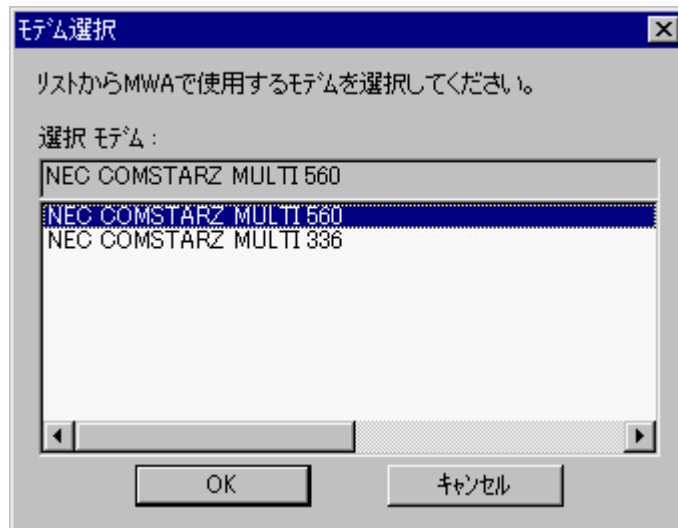 ﾓﾃﾞﾑ選択
ﾘｽﾄからMWAで使用するﾓﾃﾞﾑを選択してください。
選択 ﾓﾃﾞﾑ :
NEC COMSTARZ MULTI 560
NEC COMSTARZ MULTI 560
NEC COMSTARZ MULTI 336
OK
ｷｬﾝｾﾙ